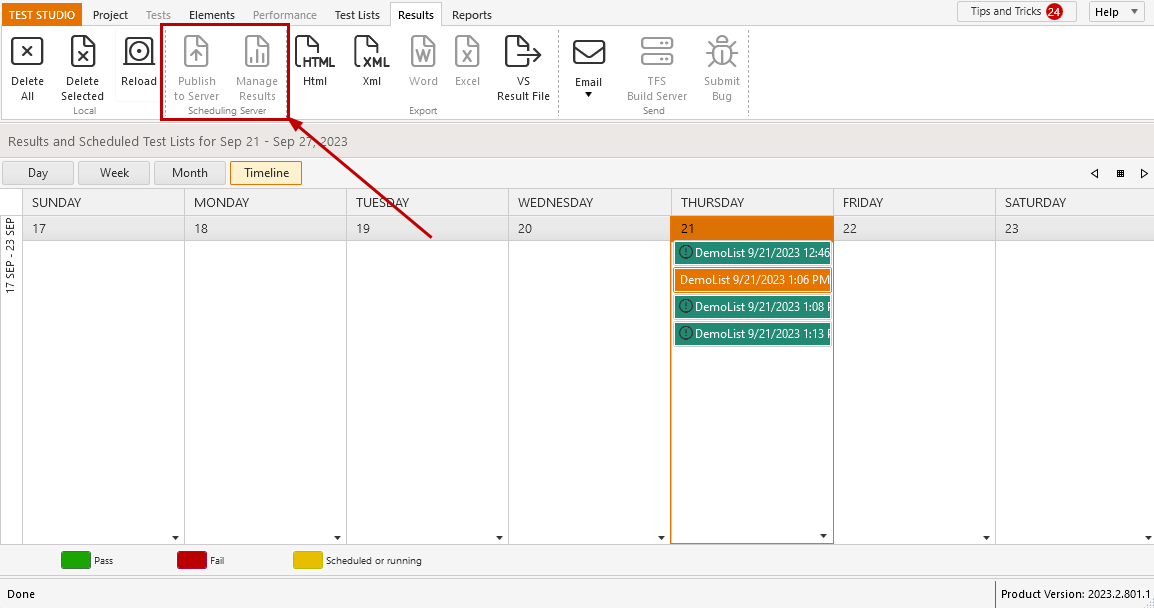 TEST STUDIO Project Tests Elements Performance Test Lists Results Reports Tips and Tricks 24 Help
Delete All
Delete Selected
Reload
Local
Publish to Server
Manage Results
Scheduling Server
HTML
Html
XML
Xml
W
Word
X
Excel
VS Result File
Export
Email
TFS Build Server
Submit Bug
Send
Results and Scheduled Test Lists for Sep 21 - Sep 27, 2023
Day Week Month Timeline
SUNDAY MONDAY TUESDAY WEDNESDAY THURSDAY FRIDAY SATURDAY
17 SEP - 23 SEP
17 18 19 20 21 22 23
DemoList 9/21/2023 12:46
DemoList 9/21/2023 1:06 PM
DemoList 9/21/2023 1:08
DemoList 9/21/2023 1:13
Pass Fail Scheduled or running
Done Product Version: 2023.2.801.1